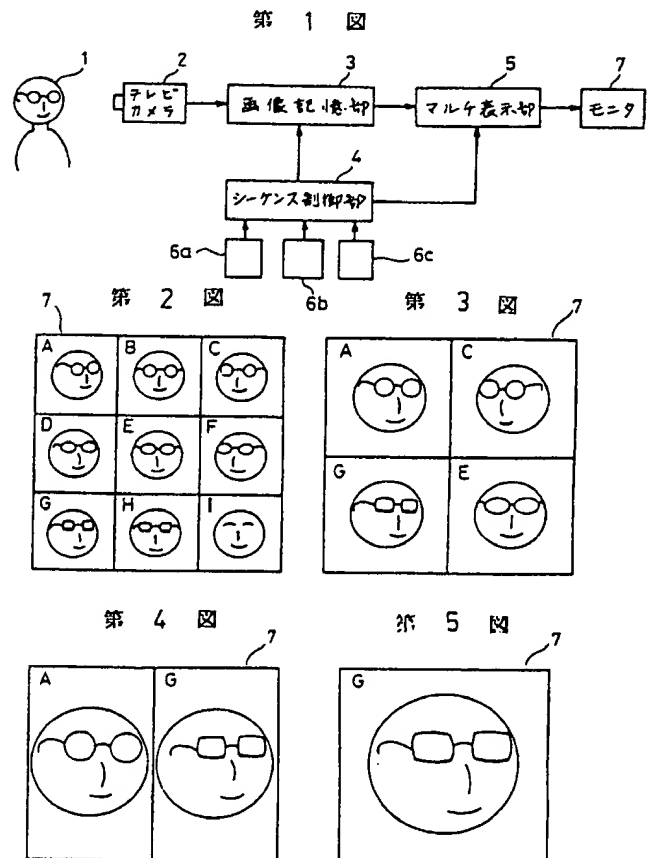 第 1 図
1
2
3
5
7
テレビ
カメラ
画像記憶部
マルチ表示部
モニタ
4
シーケンス制御部
6a
6b
6c
第 2 図
7
A
B
C
D
E
F
G
H
I
第 3 図
7
A
C
G
E
第 4 図
7
A
G
第 5 図
7
G